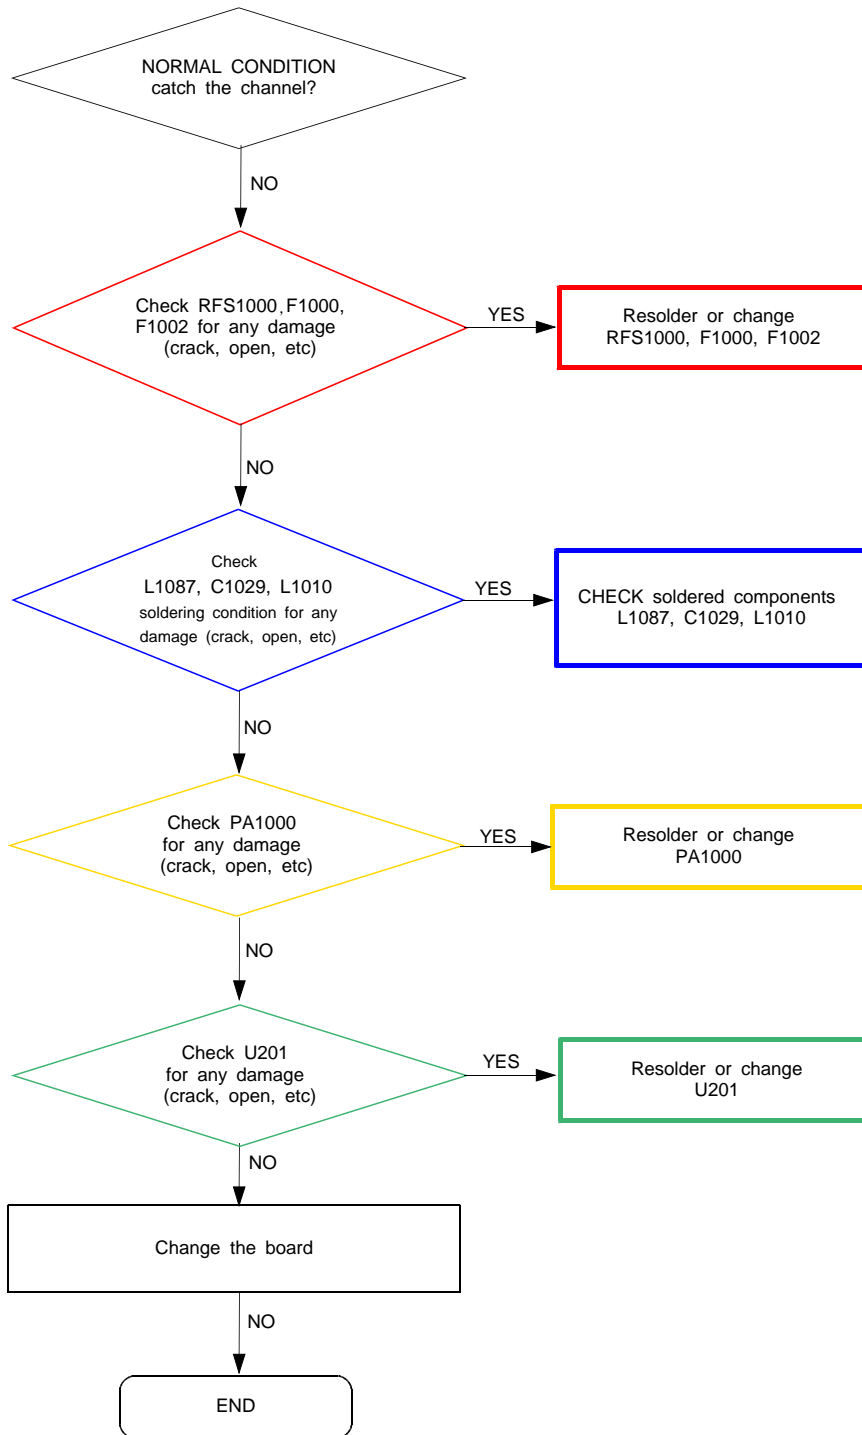 NORMAL CONDITION
catch the channel?
NO
Check RFS1000, F1000,
F1002 for any damage
(crack, open, etc)
YES
Resolder or change
RFS1000, F1000, F1002
NO
Check
L1087, C1029, L1010
soldering condition for any
damage (crack, open, etc)
YES
CHECK soldered components
L1087, C1029, L1010
NO
Check PA1000
for any damage
(crack, open, etc)
YES
Resolder or change
PA1000
NO
Check U201
for any damage
(crack, open, etc)
YES
Resolder or change
U201
NO
Change the board
NO
END